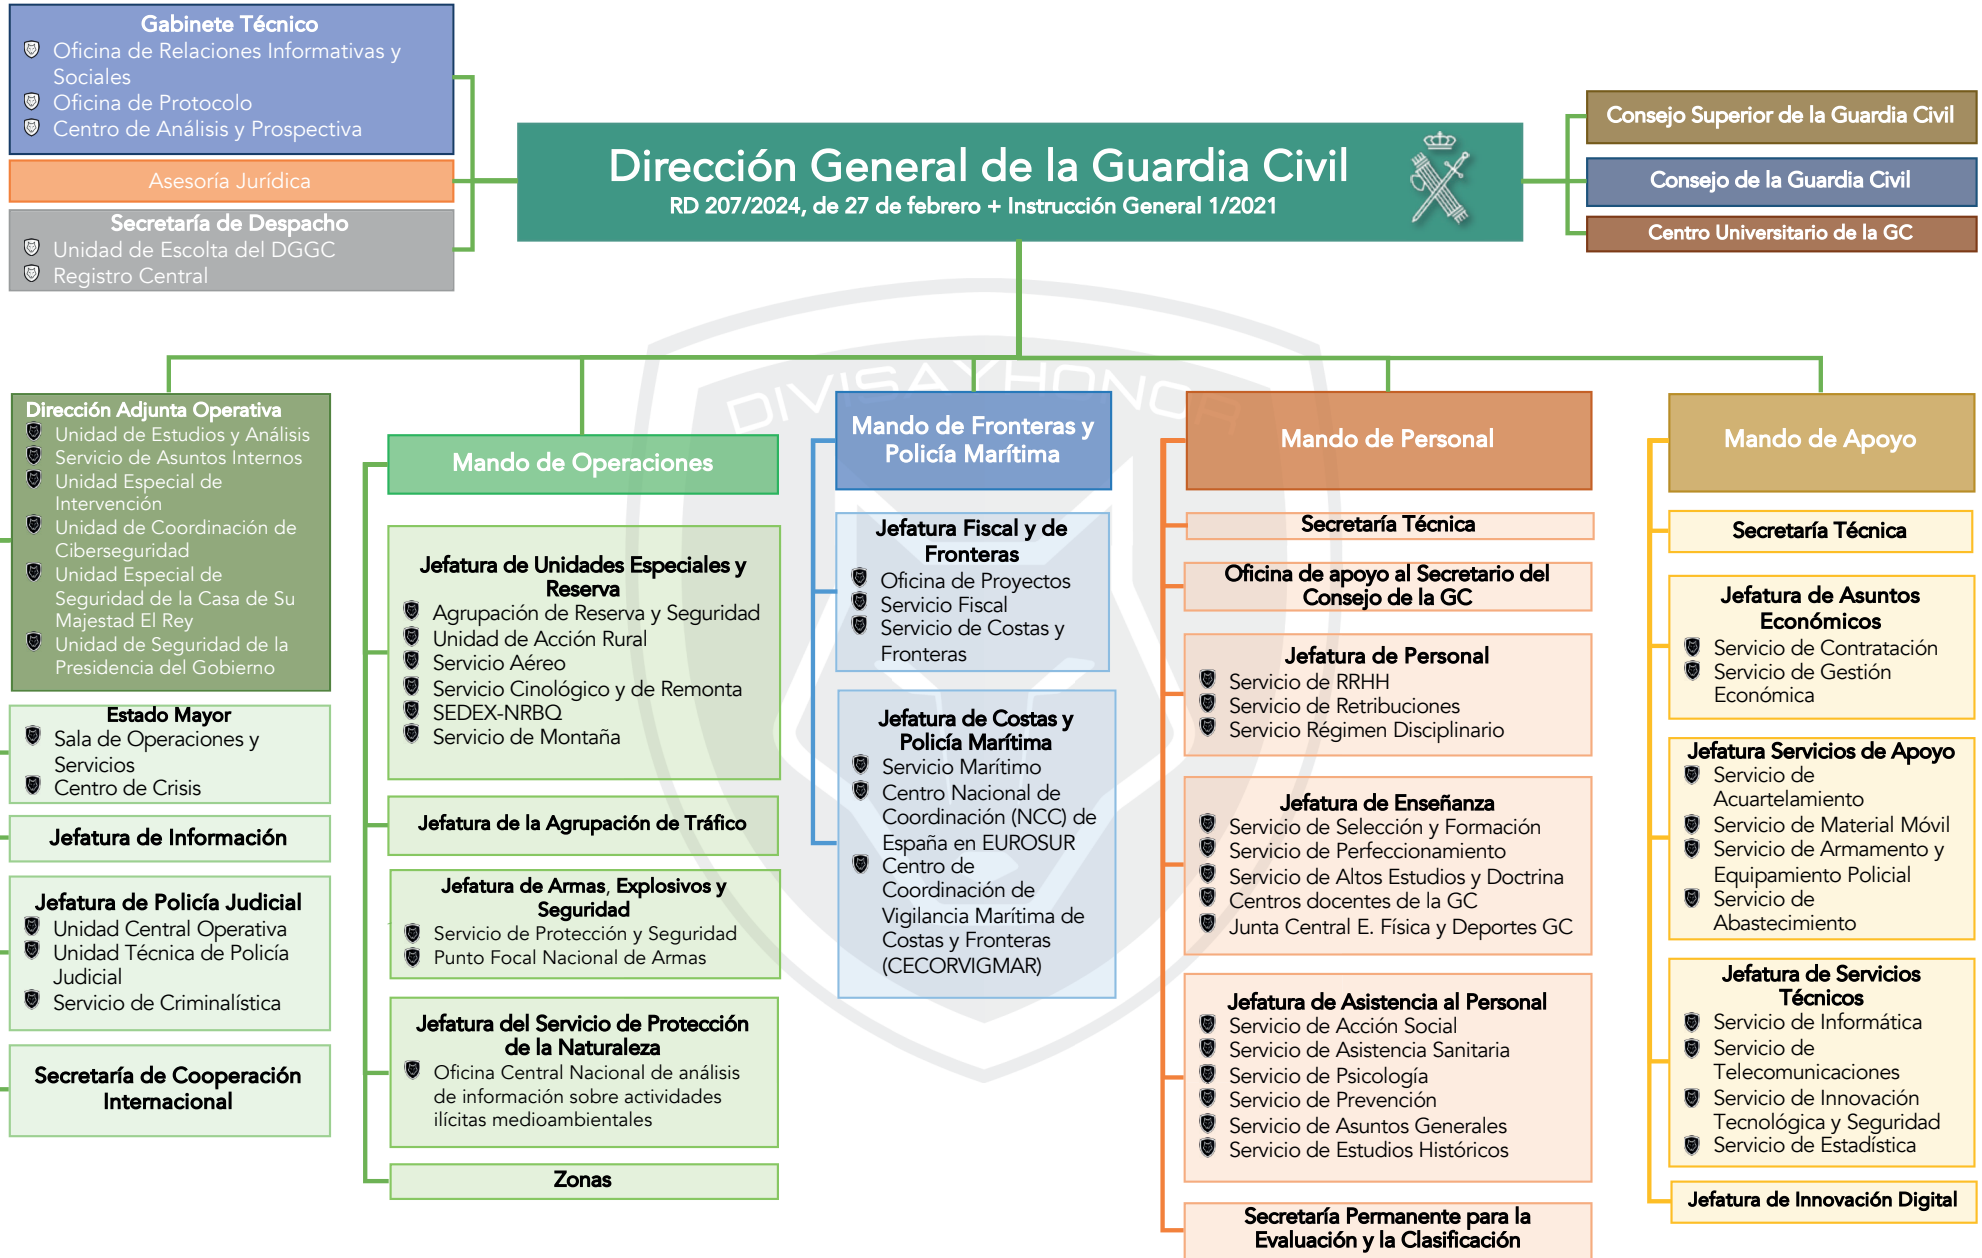 Gabinete Técnico
Oficina de Relaciones Informativas y
Sociales
Oficina de Protocolo
Centro de Análisis y Prospectiva
Asesoría Jurídica
Secretaría de Despacho
Unidad de Escolta del DGGC
Registro Central
Dirección General de la Guardia Civil
RD 207/2024, de 27 de febrero + Instrucción General 1/2021
Consejo Superior de la Guardia Civil
Consejo de la Guardia Civil
Centro Universitario de la GC
DIVISA Y HONOR
Dirección Adjunta Operativa
Unidad de Estudios y Análisis
Servicio de Asuntos Internos
Unidad Especial de
Intervención
Unidad de Coordinación de
Ciberseguridad
Unidad Especial de
Seguridad de la Casa de Su
Majestad El Rey
Unidad de Seguridad de la
Presidencia del Gobierno
Estado Mayor
Sala de Operaciones y
Servicios
Centro de Crisis
Jefatura de Información
Jefatura de Policía Judicial
Unidad Central Operativa
Unidad Técnica de Policía
Judicial
Servicio de Criminalística
Secretaría de Cooperación
Internacional
Mando de Operaciones
Jefatura de Unidades Especiales y
Reserva
Agrupación de Reserva y Seguridad
Unidad de Acción Rural
Servicio Aéreo
Servicio Cinológico y de Remonta
SEDEX-NRBQ
Servicio de Montaña
Jefatura de la Agrupación de Tráfico
Jefatura de Armas, Explosivos y
Seguridad
Servicio de Protección y Seguridad
Punto Focal Nacional de Armas
Jefatura del Servicio de Protección
de la Naturaleza
Oficina Central Nacional de análisis
de información sobre actividades
ilícitas medioambientales
Zonas
Mando de Fronteras y
Policía Marítima
Jefatura Fiscal y de
Fronteras
Oficina de Proyectos
Servicio Fiscal
Servicio de Costas y
Fronteras
Jefatura de Costas y
Policía Marítima
Servicio Marítimo
Centro Nacional de
Coordinación (NCC) de
España en EUROSUR
Centro de
Coordinación de
Vigilancia Marítima de
Costas y Fronteras
(CECORVIGMAR)
Mando de Personal
Secretaría Técnica
Oficina de apoyo al Secretario del
Consejo de la GC
Jefatura de Personal
Servicio de RRHH
Servicio de Retribuciones
Servicio Régimen Disciplinario
Jefatura de Enseñanza
Servicio de Selección y Formación
Servicio de Perfeccionamiento
Servicio de Altos Estudios y Doctrina
Centros docentes de la GC
Junta Central E. Física y Deportes GC
Jefatura de Asistencia al Personal
Servicio de Acción Social
Servicio de Asistencia Sanitaria
Servicio de Psicología
Servicio de Prevención
Servicio de Asuntos Generales
Servicio de Estudios Históricos
Secretaría Permanente para la
Evaluación y la Clasificación
Mando de Apoyo
Secretaría Técnica
Jefatura de Asuntos
Económicos
Servicio de Contratación
Servicio de Gestión
Económica
Jefatura Servicios de Apoyo
Servicio de
Acuartelamiento
Servicio de Material Móvil
Servicio de Armamento y
Equipamiento Policial
Servicio de
Abastecimiento
Jefatura de Servicios
Técnicos
Servicio de Informática
Servicio de
Telecomunicaciones
Servicio de Innovación
Tecnológica y Seguridad
Servicio de Estadística
Jefatura de Innovación Digital